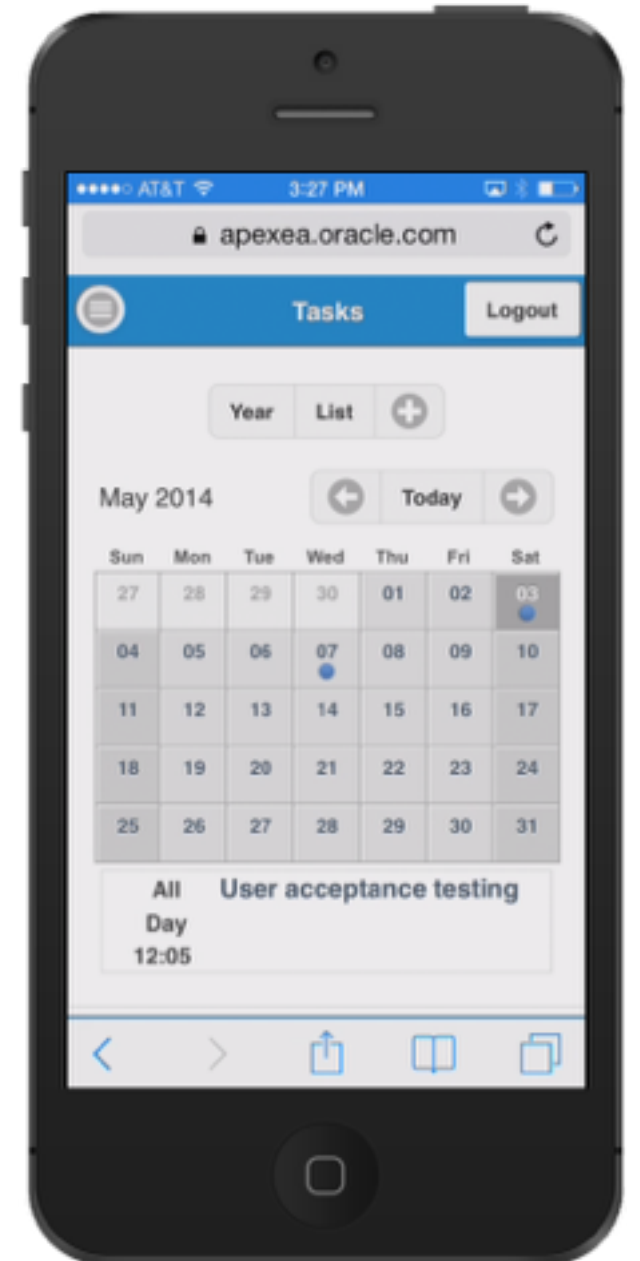 AT&T 3:27 PM
apexea.oracle.com
Tasks Logout
Year List
May 2014 Today
Sun Mon Tue Wed Thu Fri Sat
27 28 29 30 01 02 03
04 05 06 07 08 09 10
11 12 13 14 15 16 17
18 19 20 21 22 23 24
25 26 27 28 29 30 31
All User acceptance testing
Day
12:05